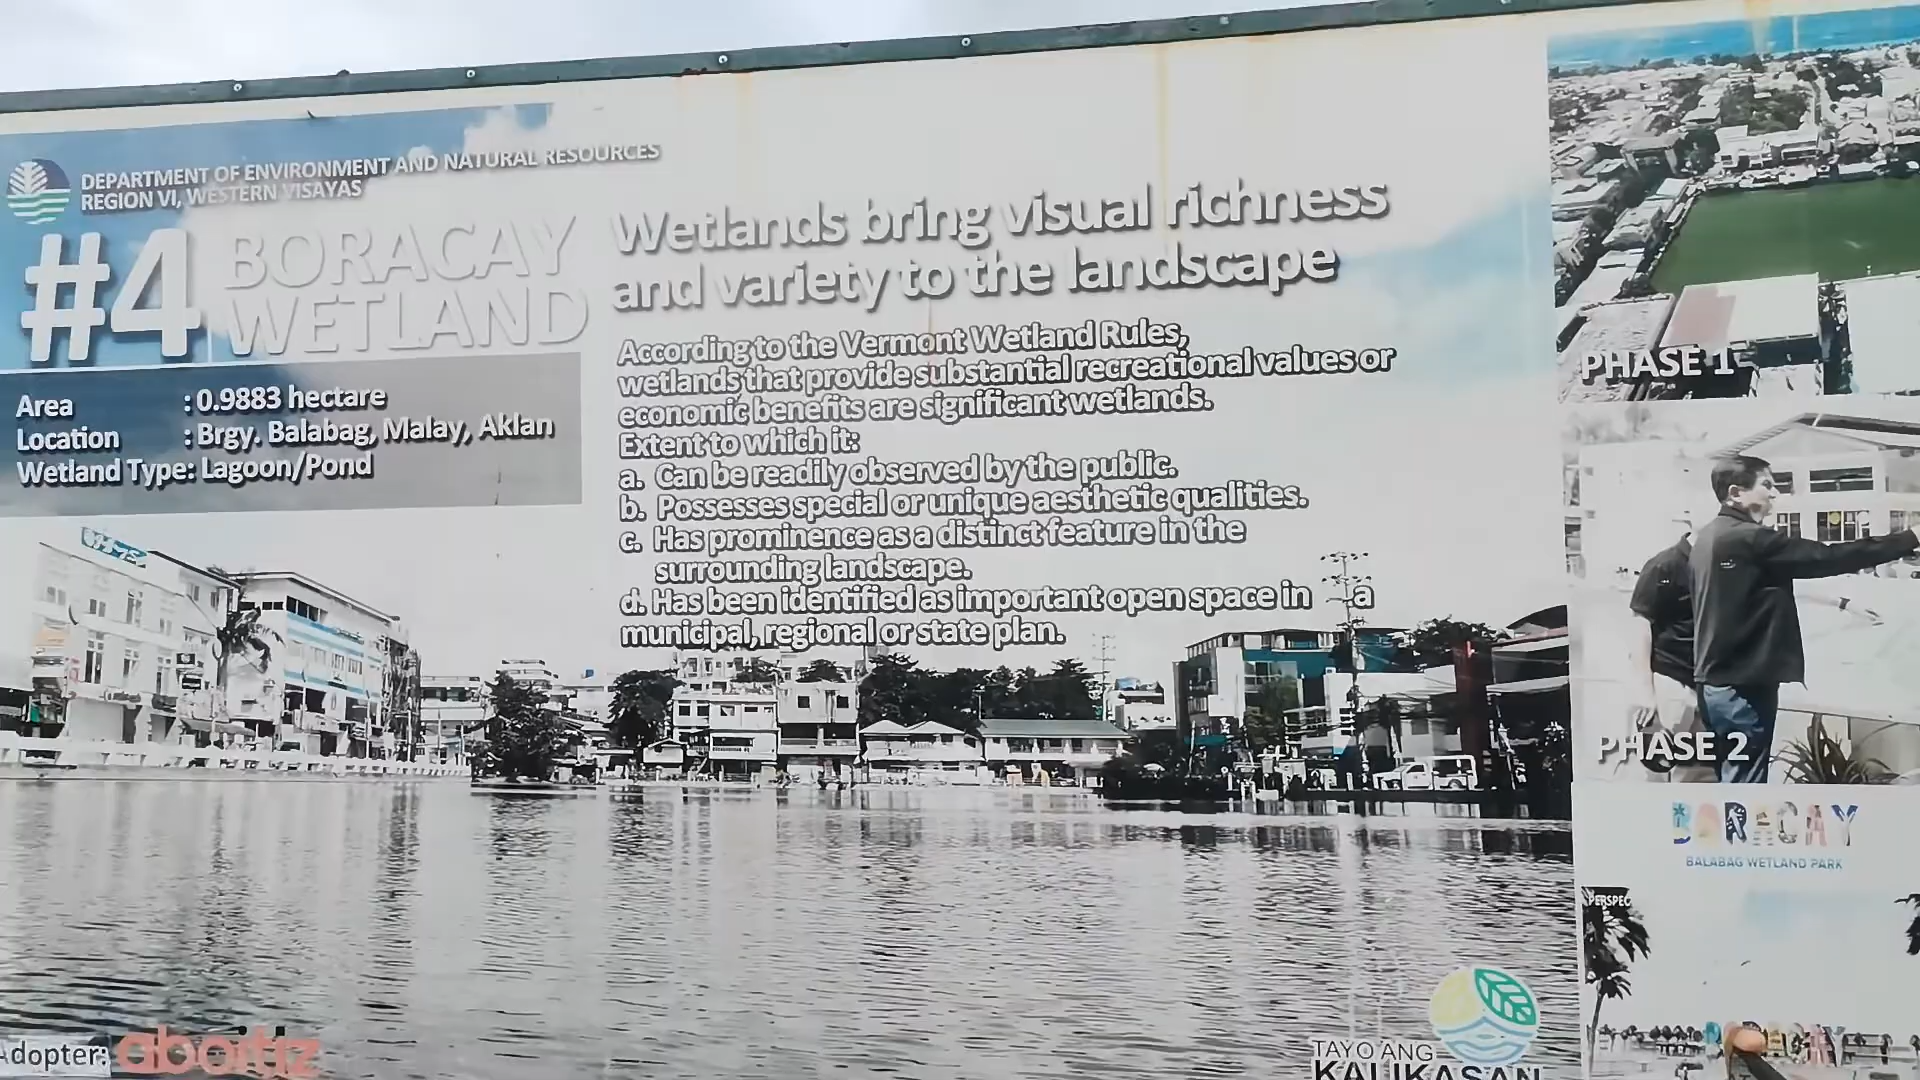 DEPARTMENT OF ENVIRONMENT AND NATURAL RESOURCES
REGION VI, WESTERN VISAYAS
#4 BORACAY
WETLAND
Area : 0.9883 hectare
Location : Brgy. Balabag, Malay, Aklan
Wetland Type: Lagoon/Pond
Wetlands bring visual richness
and variety to the landscape
According to the Vermont Wetland Rules,
wetlands that provide substantial recreational values or
economic benefits are significant wetlands.
Extent to which it:
a. Can be readily observed by the public.
b. Possesses special or unique aesthetic qualities.
c. Has prominence as a distinct feature in the
surrounding landscape.
d. Has been identified as important open space in a
municipal, regional or state plan.
PHASE 1
PHASE 2
BORACAY
BALABAG WETLAND PARK
PERSPEC
Adopter: aboitiz
TAYO ANG
KALIKASAN